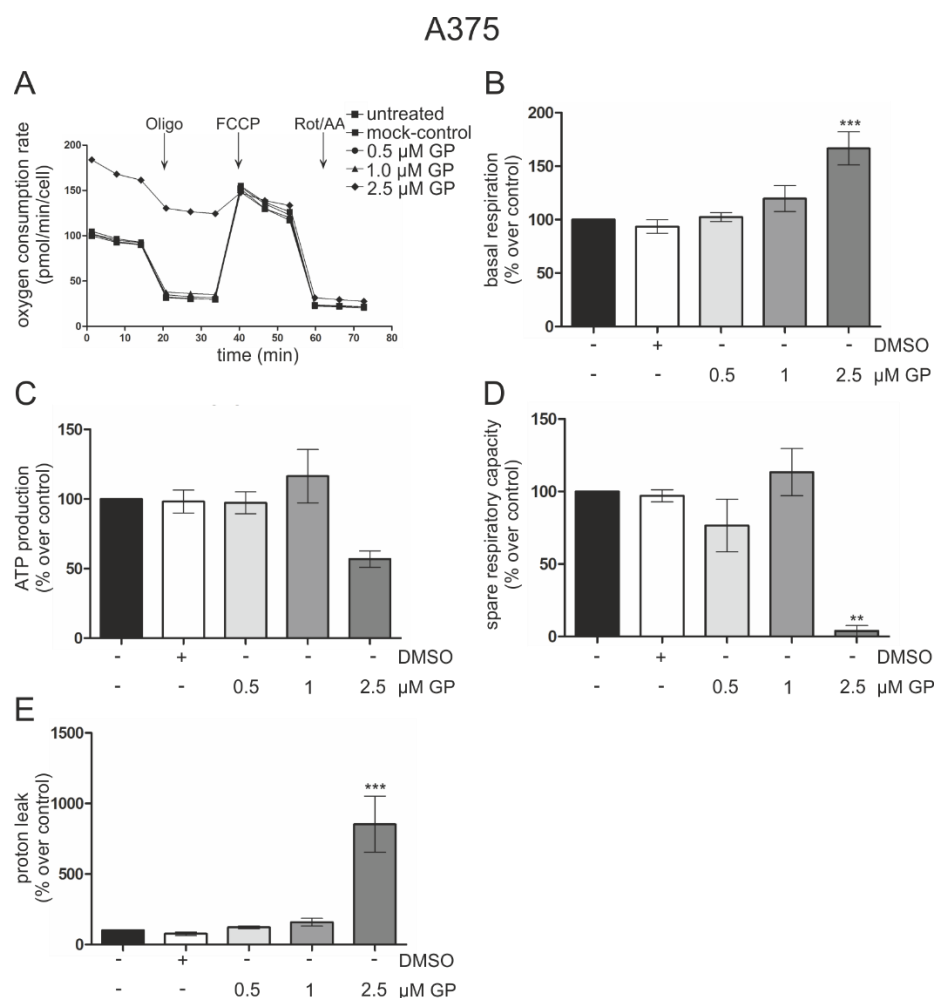 A375
A
oxygen consumption rate
(pmol/min/cell)
200
150
100
50
0
Oligo
FCCP
Rot/AA
untreated
mock-control
0.5 µM GP
1.0 µM GP
2.5 µM GP
0 10 20 30 40 50 60 70 80
time (min)
B
basal respiration
(% over control)
200
150
100
50
0
***
- + - - - DMSO
- - 0.5 1 2.5 µM GP
C
ATP production
(% over control)
150
100
50
0
- + - - - DMSO
- - 0.5 1 2.5 µM GP
D
spare respiratory capacity
(% over control)
150
100
50
0
**
- + - - - DMSO
- - 0.5 1 2.5 µM GP
E
proton leak
(% over control)
1500
1000
500
0
***
- + - - - DMSO
- - 0.5 1 2.5 µM GP